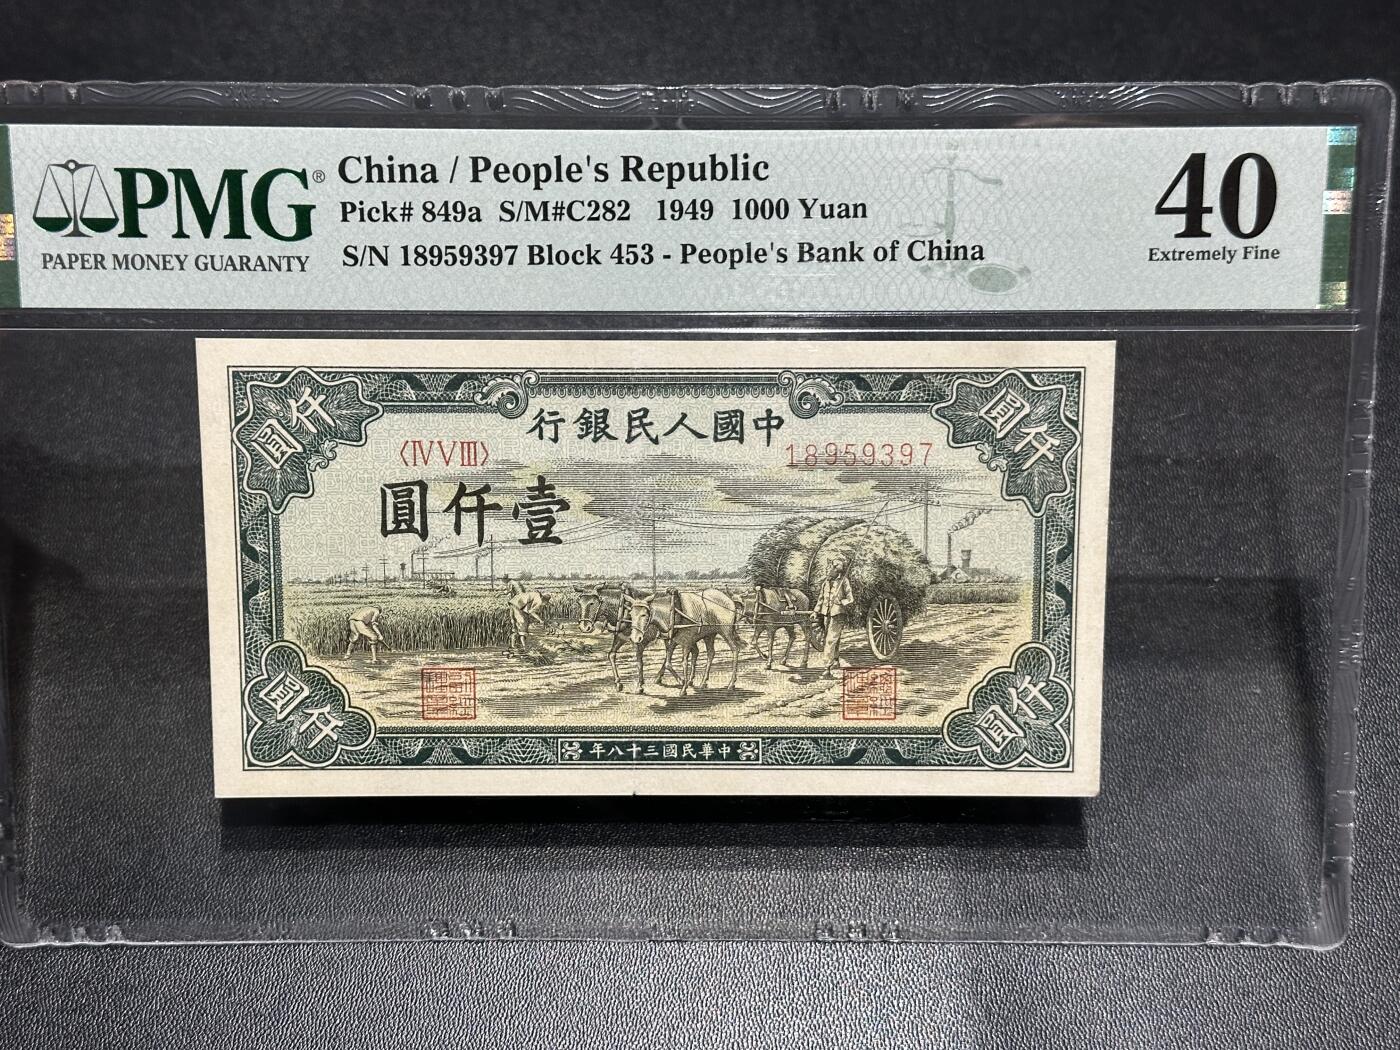 PMG®
PAPER MONEY GUARANTY
China / People's Republic
Pick# 849a S/M#C282 1949 1000 Yuan
S/N 18959397 Block 453 - People's Bank of China
40
Extremely Fine
行銀民人國中
〈ⅣⅤⅢ〉
18959397
圓仟壹
圓仟
圓仟
圓仟
圓仟
年八十三國民華中